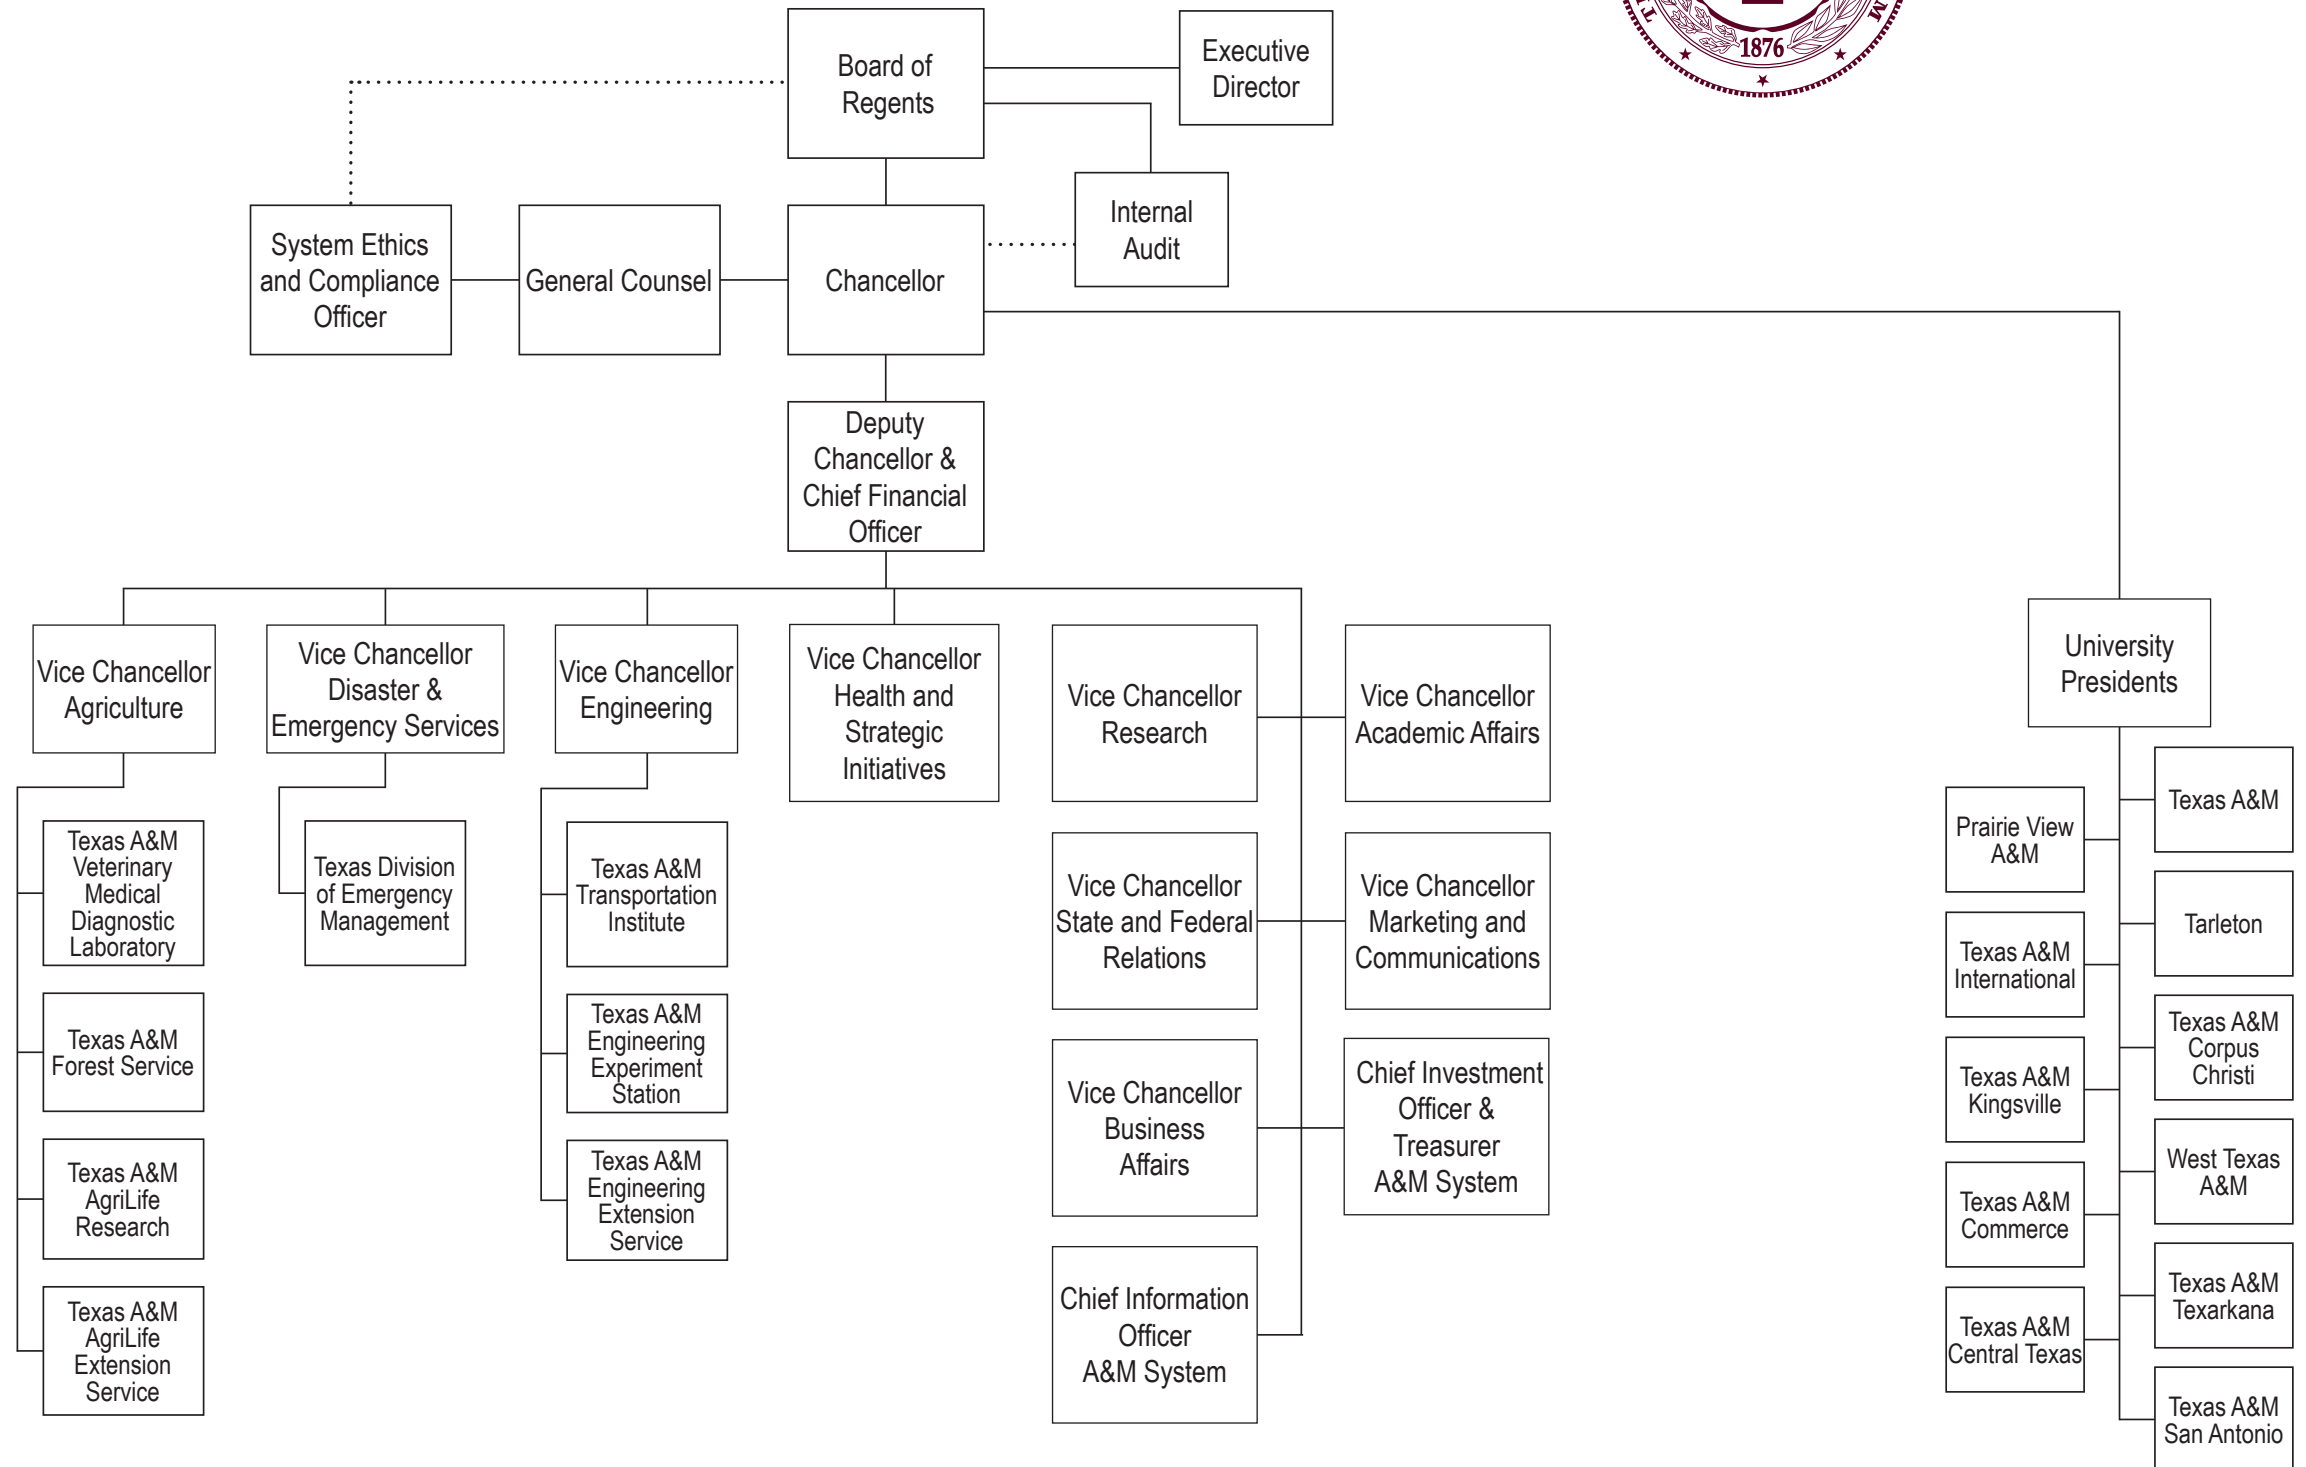 1876
Board of
Regents
Executive
Director
Internal
Audit
System Ethics
and Compliance
Officer
General Counsel
Chancellor
Deputy
Chancellor &
Chief Financial
Officer
Vice Chancellor
Agriculture
Vice Chancellor
Disaster &
Emergency Services
Vice Chancellor
Engineering
Vice Chancellor
Health and
Strategic
Initiatives
Vice Chancellor
Research
Vice Chancellor
Academic Affairs
University
Presidents
Texas A&M
Veterinary
Medical
Diagnostic
Laboratory
Texas A&M
Forest Service
Texas A&M
AgriLife
Research
Texas A&M
AgriLife
Extension
Service
Texas Division
of Emergency
Management
Texas A&M
Transportation
Institute
Texas A&M
Engineering
Experiment
Station
Texas A&M
Engineering
Extension
Service
Vice Chancellor
State and Federal
Relations
Vice Chancellor
Marketing and
Communications
Vice Chancellor
Business
Affairs
Chief Investment
Officer &
Treasurer
A&M System
Chief Information
Officer
A&M System
Prairie View
A&M
Texas A&M
International
Texas A&M
Kingsville
Texas A&M
Commerce
Texas A&M
Central Texas
Texas A&M
Tarleton
Texas A&M
Corpus
Christi
West Texas
A&M
Texas A&M
Texarkana
Texas A&M
San Antonio